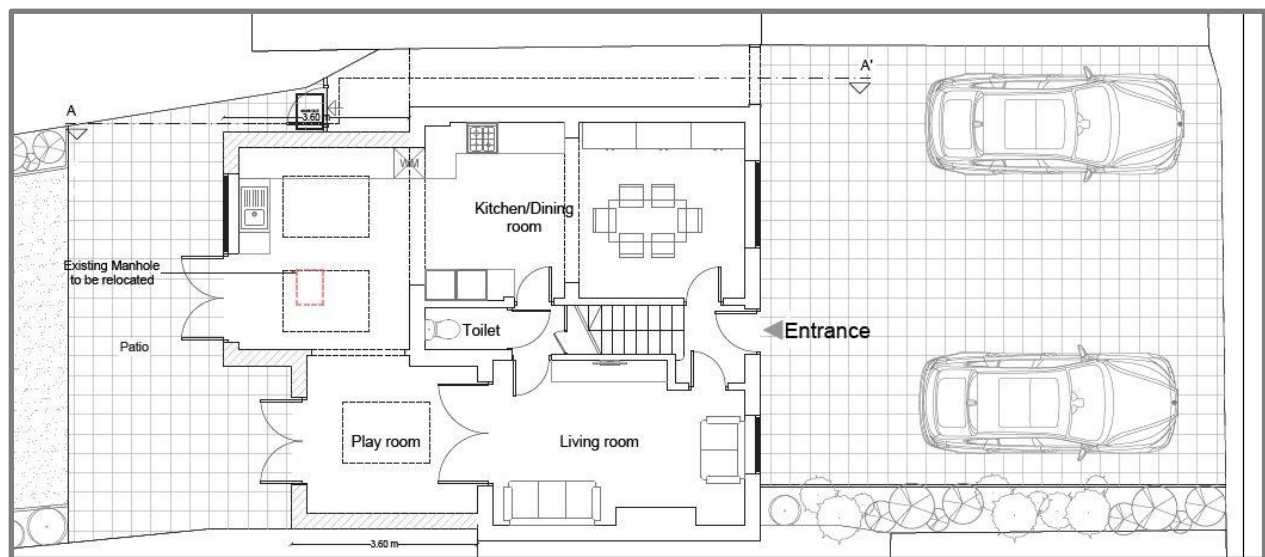 A
A'
MANHOLE
3.60 m
WM
Kitchen/Dining
room
Existing Manhole
to be relocated
Toilet
Entrance
Patio
Play room
Living room
3.60 m